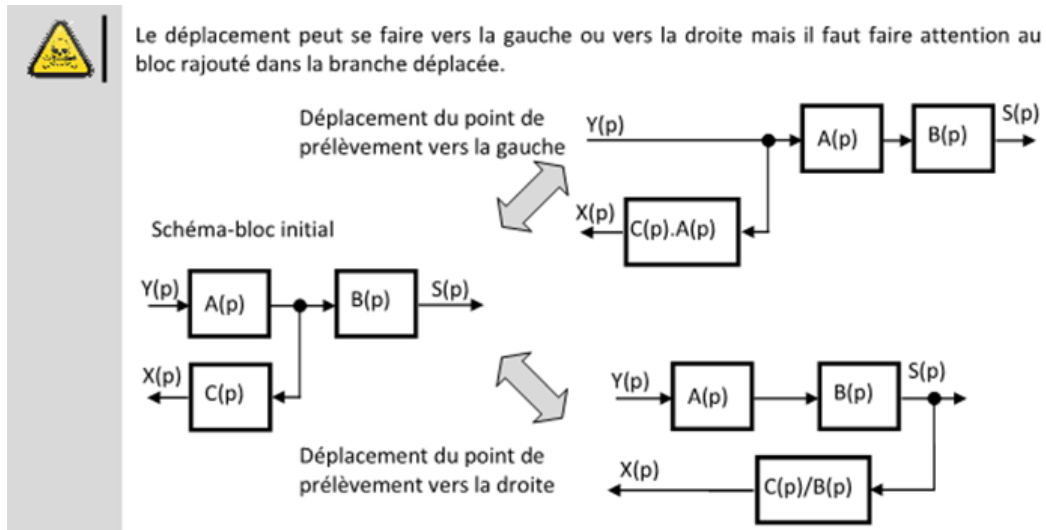 Le déplacement peut se faire vers la gauche ou vers la droite mais il faut faire attention au
bloc rajouté dans la branche déplacée.
Déplacement du point de
prélèvement vers la gauche
Y(p)
A(p)
B(p)
S(p)
X(p)
C(p).A(p)
Schéma-bloc initial
Y(p)
A(p)
B(p)
S(p)
X(p)
C(p)
Y(p)
A(p)
B(p)
S(p)
Déplacement du point de
prélèvement vers la droite
X(p)
C(p)/B(p)